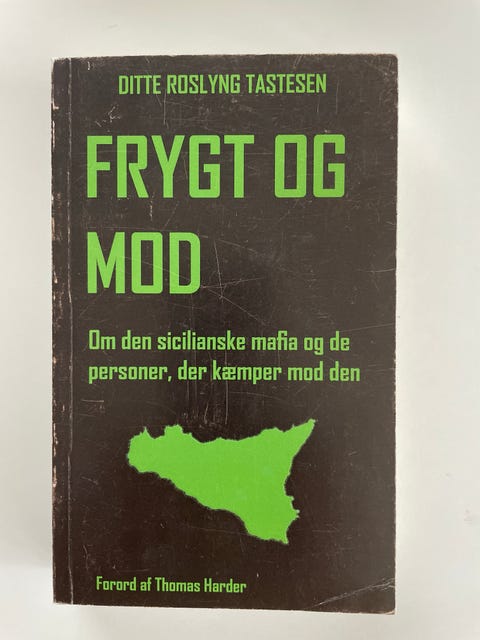 DITTE ROSLYNG TASTESEN
FRYGT OG
MOD
Om den sicilianske mafia og de
personer, der kæmper mod den
Forord af Thomas Harder